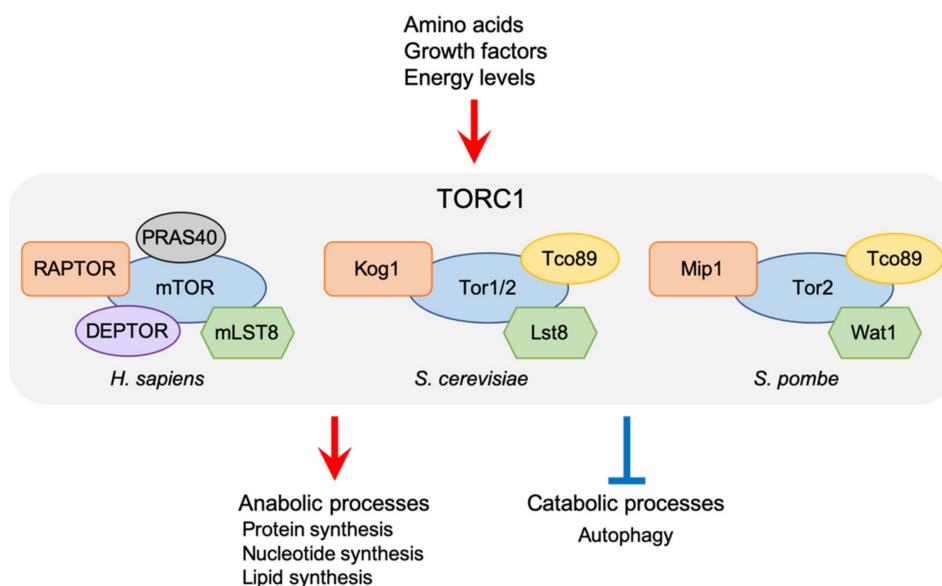 Amino acids
Growth factors
Energy levels
TORC1
PRAS40
RAPTOR
mTOR
DEPTOR
mLST8
H. sapiens
Kog1
Tco89
Tor1/2
Lst8
S. cerevisiae
Mip1
Tco89
Tor2
Wat1
S. pombe
Anabolic processes
Protein synthesis
Nucleotide synthesis
Lipid synthesis
Catabolic processes
Autophagy